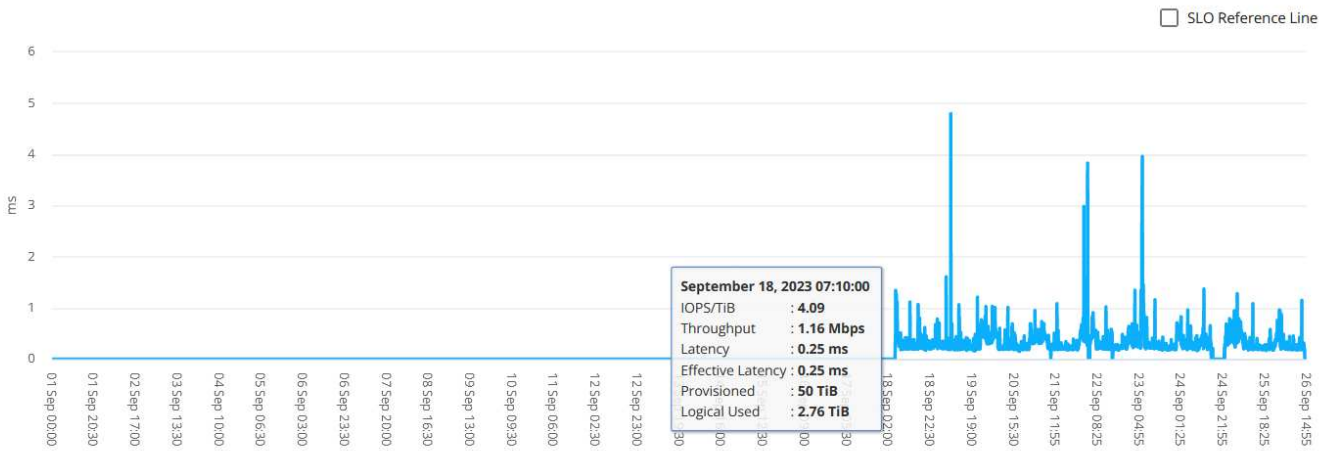 SLO Reference Line
6
5
4
3
2
1
0
ms
September 18, 2023 07:10:00
IOPS/TiB : 4.09
Throughput : 1.16 Mbps
Latency : 0.25 ms
Effective Latency : 0.25 ms
Provisioned : 50 TiB
Logical Used : 2.76 TiB
01 Sep 00:00
01 Sep 20:30
02 Sep 17:00
03 Sep 13:30
04 Sep 10:00
05 Sep 06:30
06 Sep 03:00
06 Sep 23:30
07 Sep 20:00
08 Sep 16:30
09 Sep 13:00
10 Sep 09:30
11 Sep 06:00
12 Sep 02:30
12 Sep 23:00
18 Sep 02:00
18 Sep 22:30
19 Sep 19:00
20 Sep 15:30
21 Sep 11:55
22 Sep 08:25
23 Sep 04:55
24 Sep 01:25
24 Sep 21:55
25 Sep 18:25
26 Sep 14:55